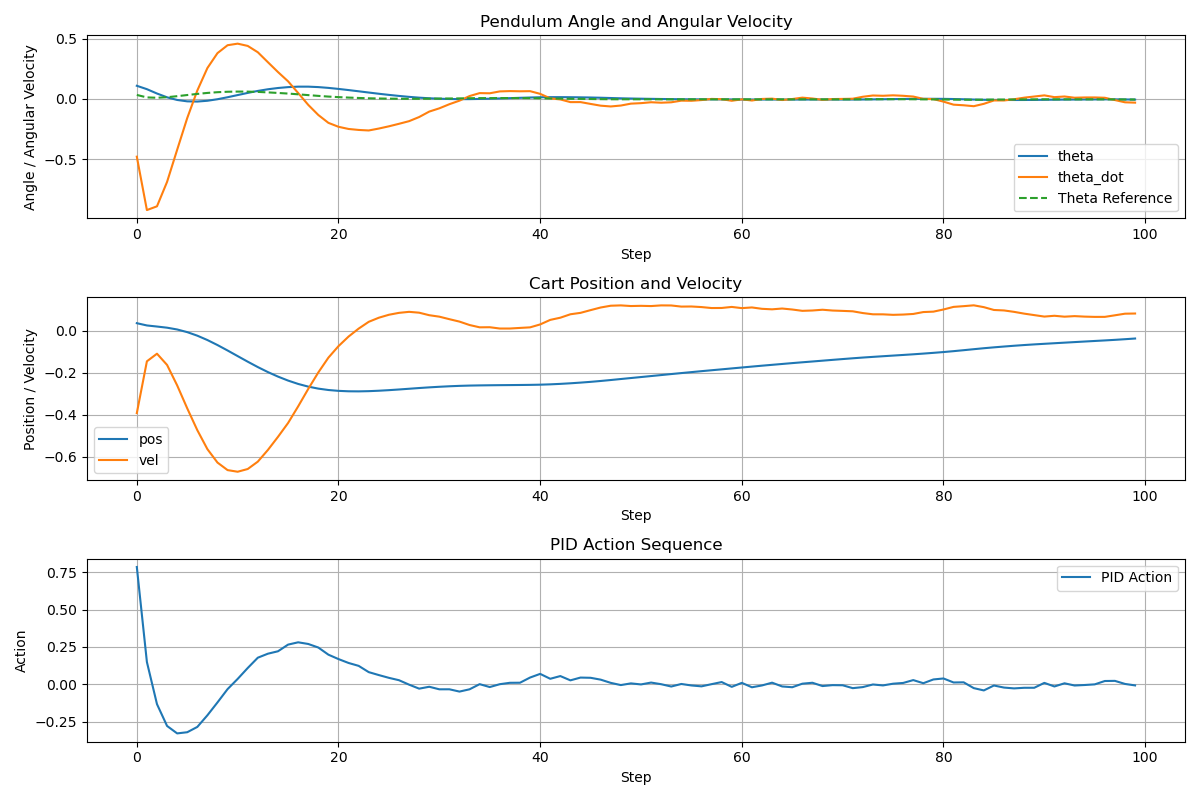 Pendulum Angle and Angular Velocity
Angle / Angular Velocity
0.5
0.0
−0.5
theta
theta_dot
Theta Reference
0 20 40 60 80 100
Step
Cart Position and Velocity
Position / Velocity
0.0
−0.2
−0.4
−0.6
pos
vel
0 20 40 60 80 100
Step
PID Action Sequence
Action
0.75
0.50
0.25
0.00
−0.25
PID Action
0 20 40 60 80 100
Step